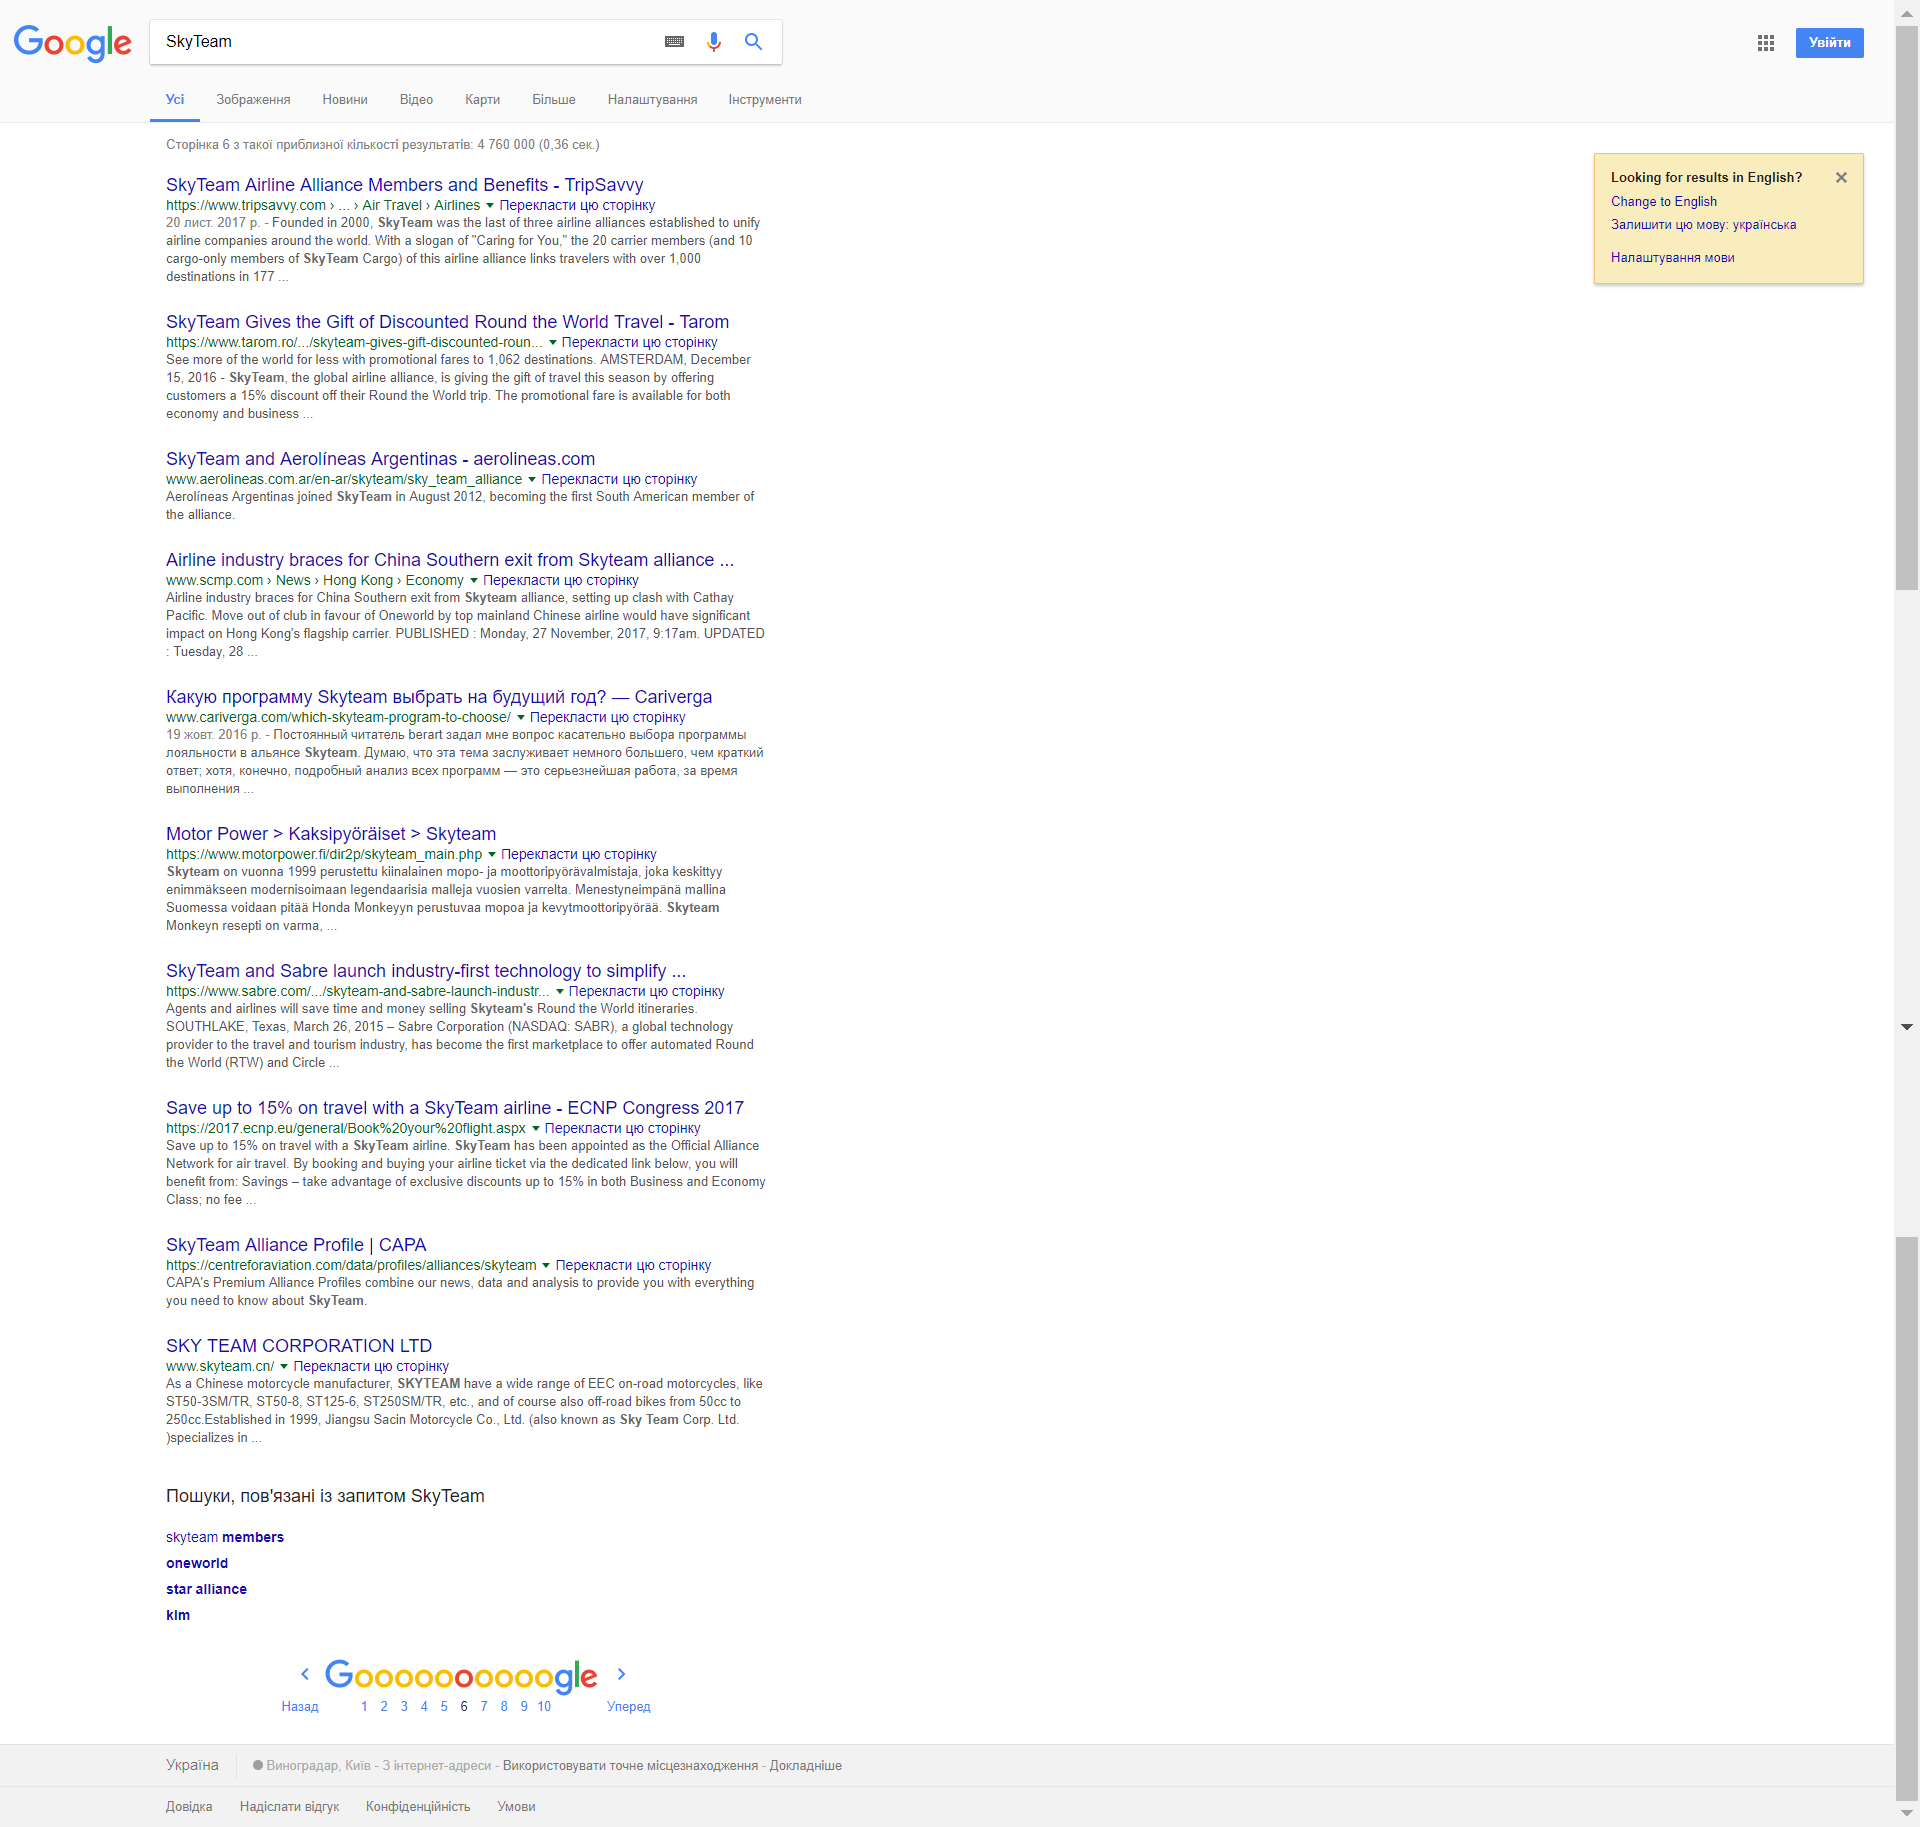 Google
SkyTeam
Увійти
Усі Зображення Новини Відео Карти Більше Налаштування Інструменти
Сторінка 6 з такої приблизної кількості результатів: 4 760 000 (0,36 сек.)
Looking for results in English?
Change to English
Залишити цю мову: українська
Налаштування мови
SkyTeam Airline Alliance Members and Benefits - TripSavvy
https://www.tripsavvy.com › ... › Air Travel › Airlines Перекласти цю сторінку
20 лист. 2017 р. - Founded in 2000, SkyTeam was the last of three airline alliances established to unify
airline companies around the world. With a slogan of "Caring for You," the 20 carrier members (and 10
cargo-only members of SkyTeam Cargo) of this airline alliance links travelers with over 1,000
destinations in 177 ...
SkyTeam Gives the Gift of Discounted Round the World Travel - Tarom
https://www.tarom.ro/.../skyteam-gives-gift-discounted-roun... Перекласти цю сторінку
See more of the world for less with promotional fares to 1,062 destinations. AMSTERDAM, December
15, 2016 - SkyTeam, the global airline alliance, is giving the gift of travel this season by offering
customers a 15% discount off their Round the World trip. The promotional fare is available for both
economy and business ...
SkyTeam and Aerolíneas Argentinas - aerolineas.com
www.aerolineas.com.ar/en-ar/skyteam/sky_team_alliance Перекласти цю сторінку
Aerolíneas Argentinas joined SkyTeam in August 2012, becoming the first South American member of
the alliance.
Airline industry braces for China Southern exit from Skyteam alliance ...
www.scmp.com › News › Hong Kong › Economy Перекласти цю сторінку
Airline industry braces for China Southern exit from Skyteam alliance, setting up clash with Cathay
Pacific. Move out of club in favour of Oneworld by top mainland Chinese airline would have significant
impact on Hong Kong's flagship carrier. PUBLISHED : Monday, 27 November, 2017, 9:17am. UPDATED
: Tuesday, 28 ...
Какую программу Skyteam выбрать на будущий год? — Cariverga
www.cariverga.com/which-skyteam-program-to-choose/ Перекласти цю сторінку
19 жовт. 2016 р. - Постоянный читатель berart задал мне вопрос касательно выбора программы
лояльности в альянсе Skyteam. Думаю, что эта тема заслуживает немного большего, чем краткий
ответ; хотя, конечно, подробный анализ всех программ — это серьезнейшая работа, за время
выполнения ...
Motor Power > Kaksipyöräiset > Skyteam
https://www.motorpower.fi/dir2p/skyteam_main.php Перекласти цю сторінку
Skyteam on vuonna 1999 perustettu kiinalainen mopo- ja moottoripyörävalmistaja, joka keskittyy
enimmäkseen modernisoimaan legendaarisia malleja vuosien varrelta. Menestyneimpänä mallina
Suomessa voidaan pitää Honda Monkeyyn perustuvaa mopoa ja kevytmoottoripyörää. Skyteam
Monkeyn resepti on varma, ...
SkyTeam and Sabre launch industry-first technology to simplify ...
https://www.sabre.com/.../skyteam-and-sabre-launch-industr... Перекласти цю сторінку
Agents and airlines will save time and money selling Skyteam's Round the World itineraries.
SOUTHLAKE, Texas, March 26, 2015 – Sabre Corporation (NASDAQ: SABR), a global technology
provider to the travel and tourism industry, has become the first marketplace to offer automated Round
the World (RTW) and Circle ...
Save up to 15% on travel with a SkyTeam airline - ECNP Congress 2017
https://2017.ecnp.eu/general/Book%20your%20flight.aspx Перекласти цю сторінку
Save up to 15% on travel with a SkyTeam airline. SkyTeam has been appointed as the Official Alliance
Network for air travel. By booking and buying your airline ticket via the dedicated link below, you will
benefit from: Savings – take advantage of exclusive discounts up to 15% in both Business and Economy
Class; no fee ...
SkyTeam Alliance Profile | CAPA
https://centreforaviation.com/data/profiles/alliances/skyteam Перекласти цю сторінку
CAPA's Premium Alliance Profiles combine our news, data and analysis to provide you with everything
you need to know about SkyTeam.
SKY TEAM CORPORATION LTD
www.skyteam.cn/ Перекласти цю сторінку
As a Chinese motorcycle manufacturer, SKYTEAM have a wide range of EEC on-road motorcycles, like
ST50-3SM/TR, ST50-8, ST125-6, ST250SM/TR, etc., and of course also off-road bikes from 50cc to
250cc.Established in 1999, Jiangsu Sacin Motorcycle Co., Ltd. (also known as Sky Team Corp. Ltd.
)specializes in ...
Пошуки, пов'язані із запитом SkyTeam
skyteam members
oneworld
star alliance
klm
Goooooooooogle
Назад 1 2 3 4 5 6 7 8 9 10 Уперед
Україна Виноградар, Київ - З інтернет-адреси - Використовувати точне місцезнаходження - Докладніше
Довідка Надіслати відгук Конфіденційність Умови